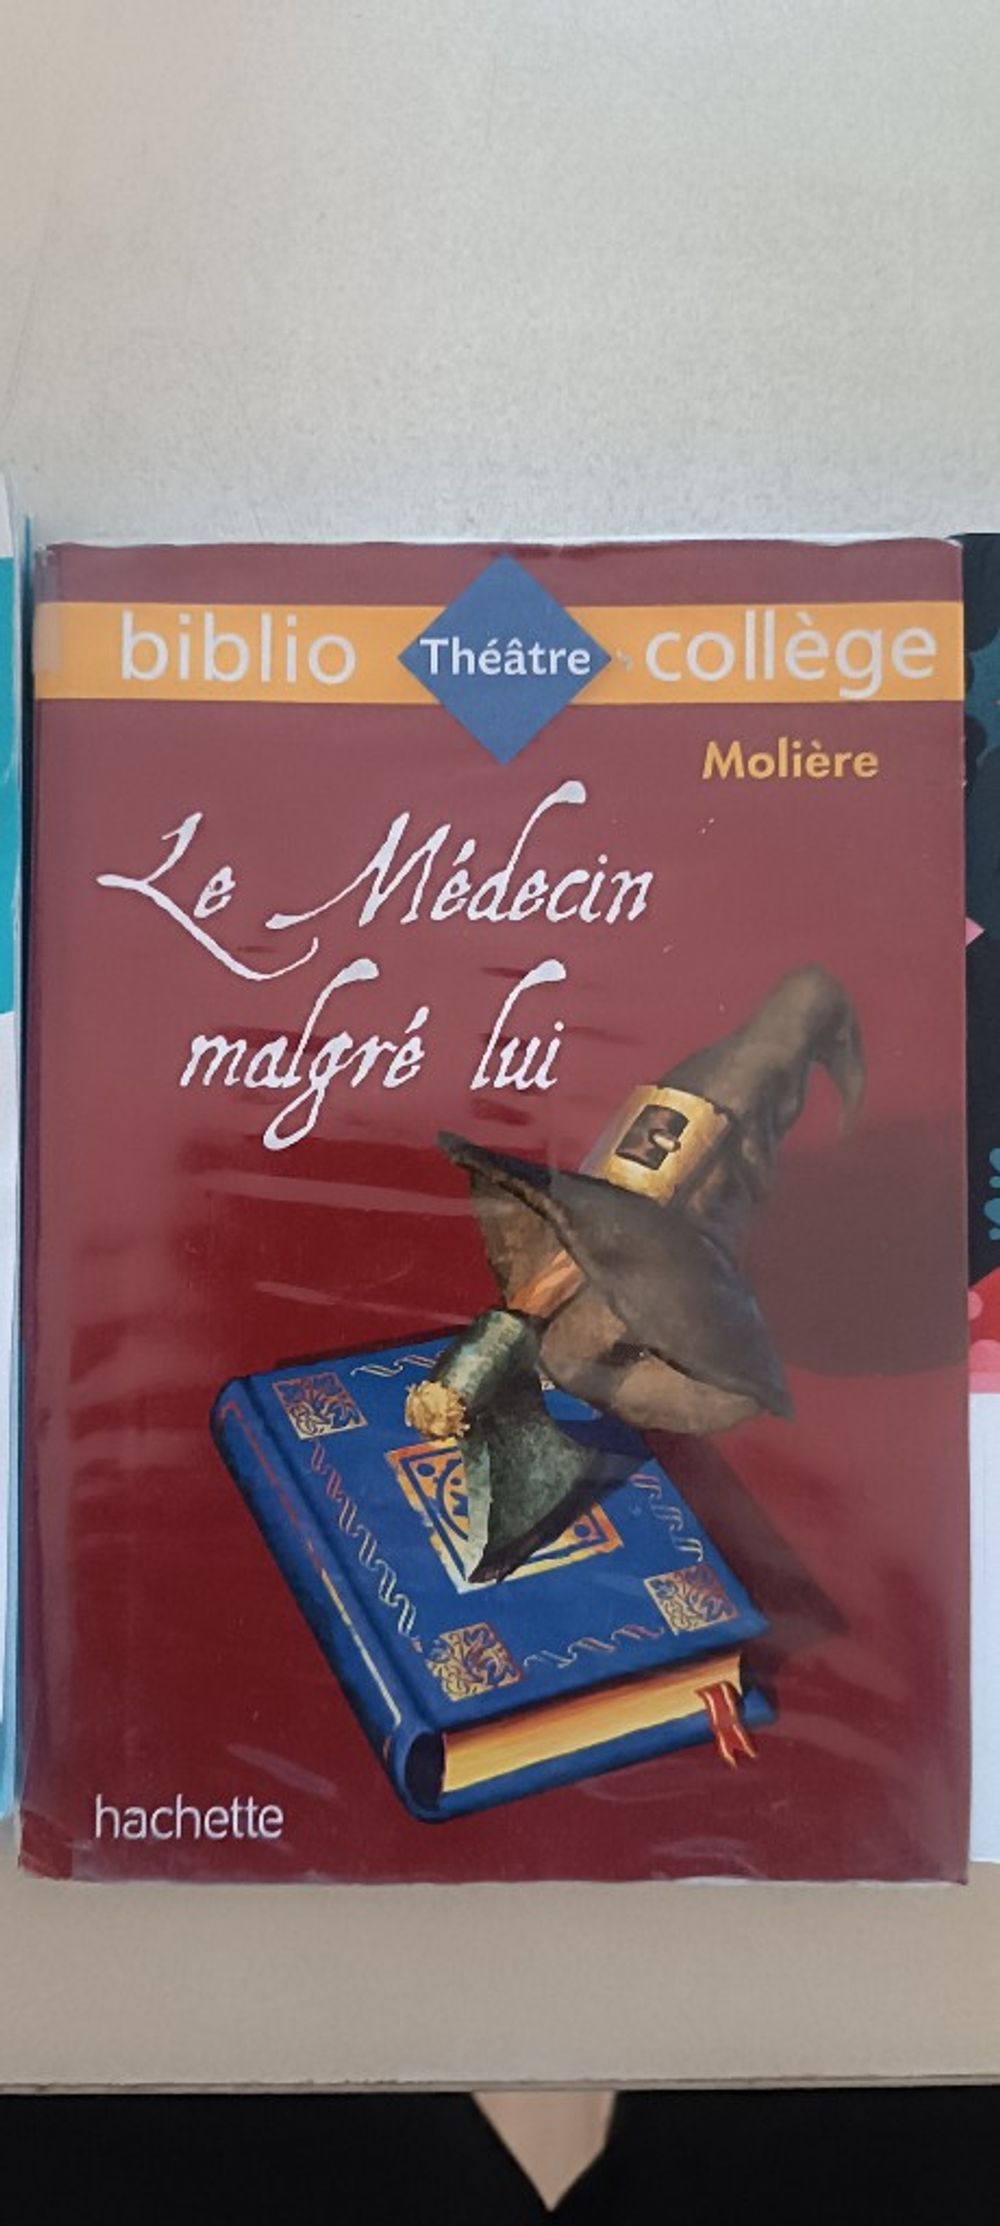 biblio Théâtre collège
Molière
Le Médecin
malgré lui
hachette